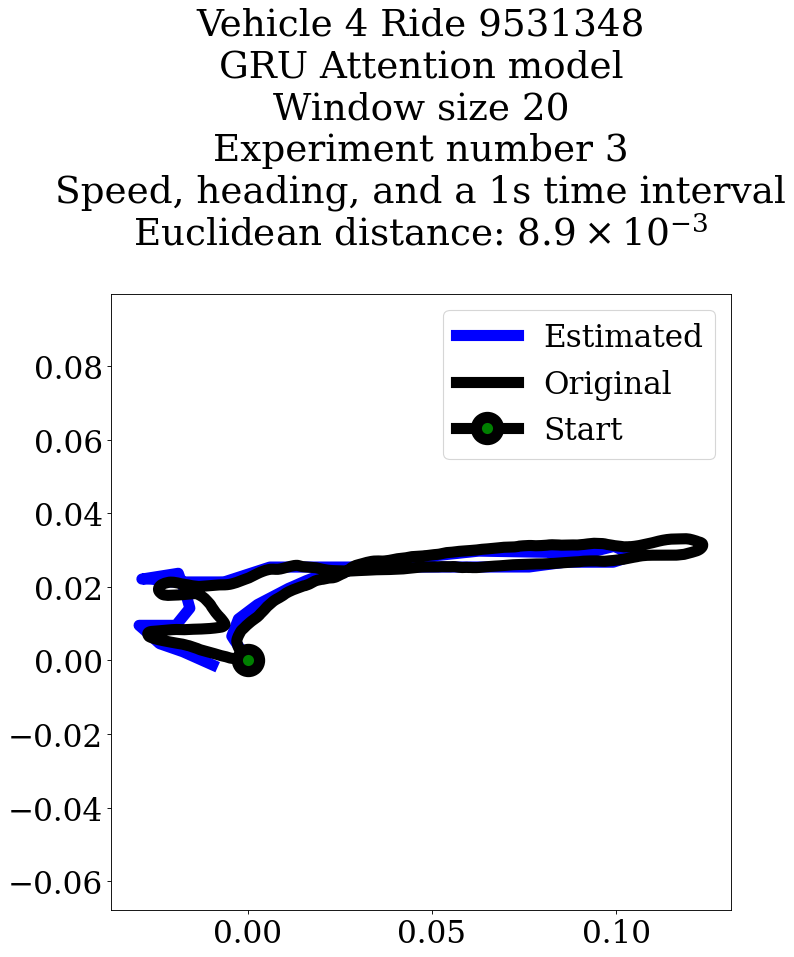 Vehicle 4 Ride 9531348
GRU Attention model
Window size 20
Experiment number 3
Speed, heading, and a 1s time interval
Euclidean distance: 8.9 × 10⁻³
Estimated
Original
Start
0.08
0.06
0.04
0.02
0.00
−0.02
−0.04
−0.06
0.00 0.05 0.10